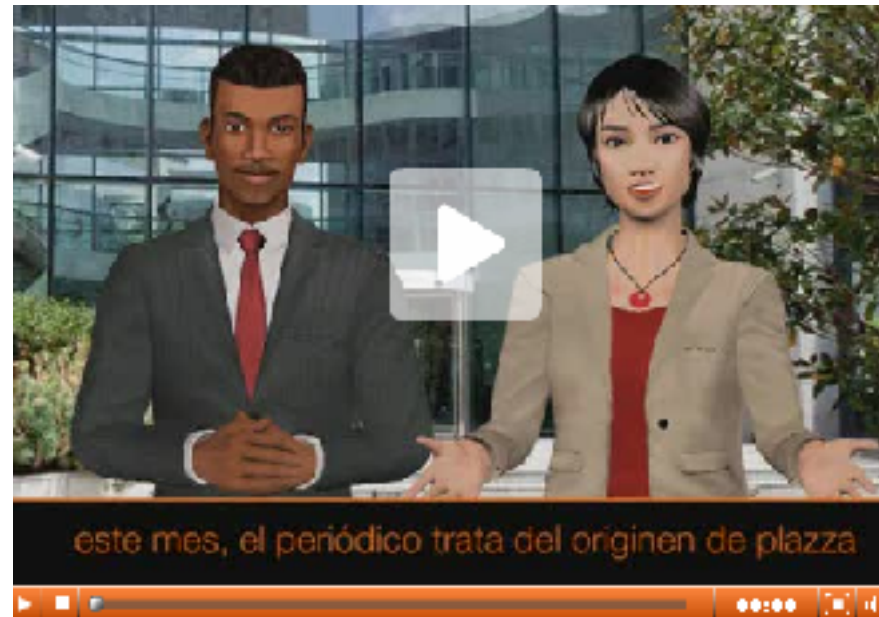 este mes, el periódico trata del originen de plazza
00:00